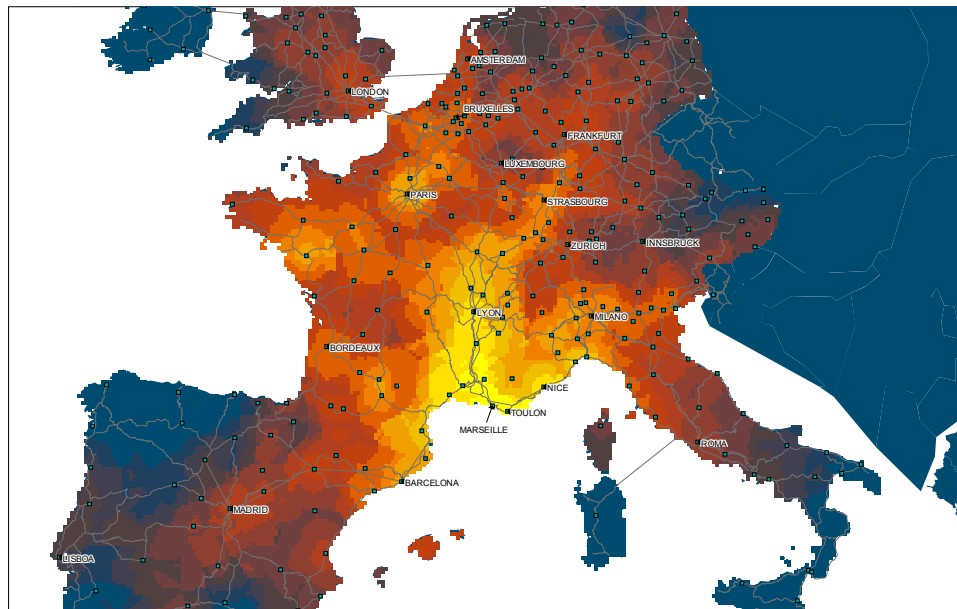 AMSTERDAM
LONDON
BRUXELLES
FRANKFURT
LUXEMBOURG
PARIS
STRASBOURG
ZURICH
INNSBRUCK
LYON
MILANO
BORDEAUX
NICE
TOULON
MARSEILLE
ROMA
BARCELONA
MADRID
LISBOA